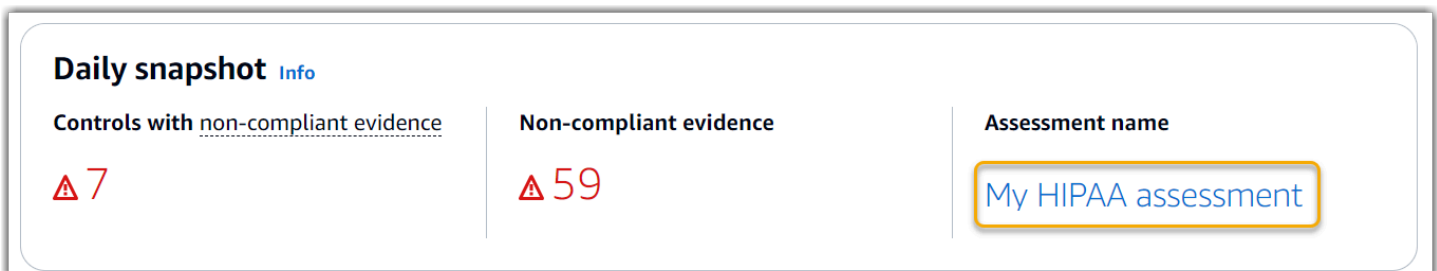 Daily snapshot Info
Controls with non-compliant evidence
7
Non-compliant evidence
59
Assessment name
My HIPAA assessment